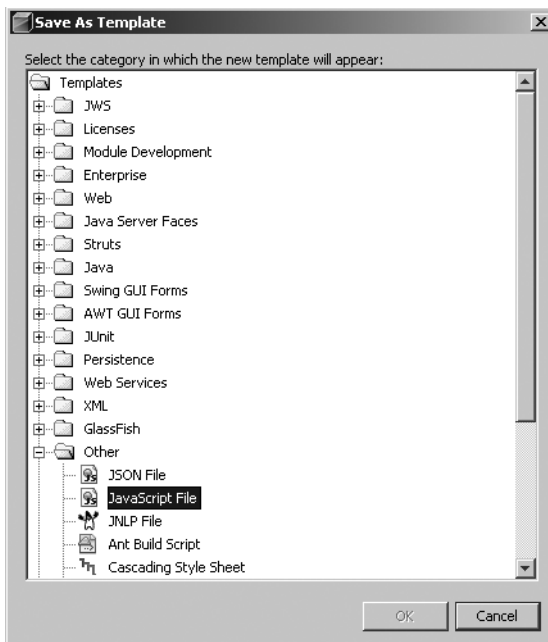 Save As Template
Select the category in which the new template will appear:
Templates
JWS
Licenses
Module Development
Enterprise
Web
Java Server Faces
Struts
Java
Swing GUI Forms
AWT GUI Forms
JUnit
Persistence
Web Services
XML
GlassFish
Other
JSON File
JavaScript File
JNLP File
Ant Build Script
Cascading Style Sheet
OK Cancel